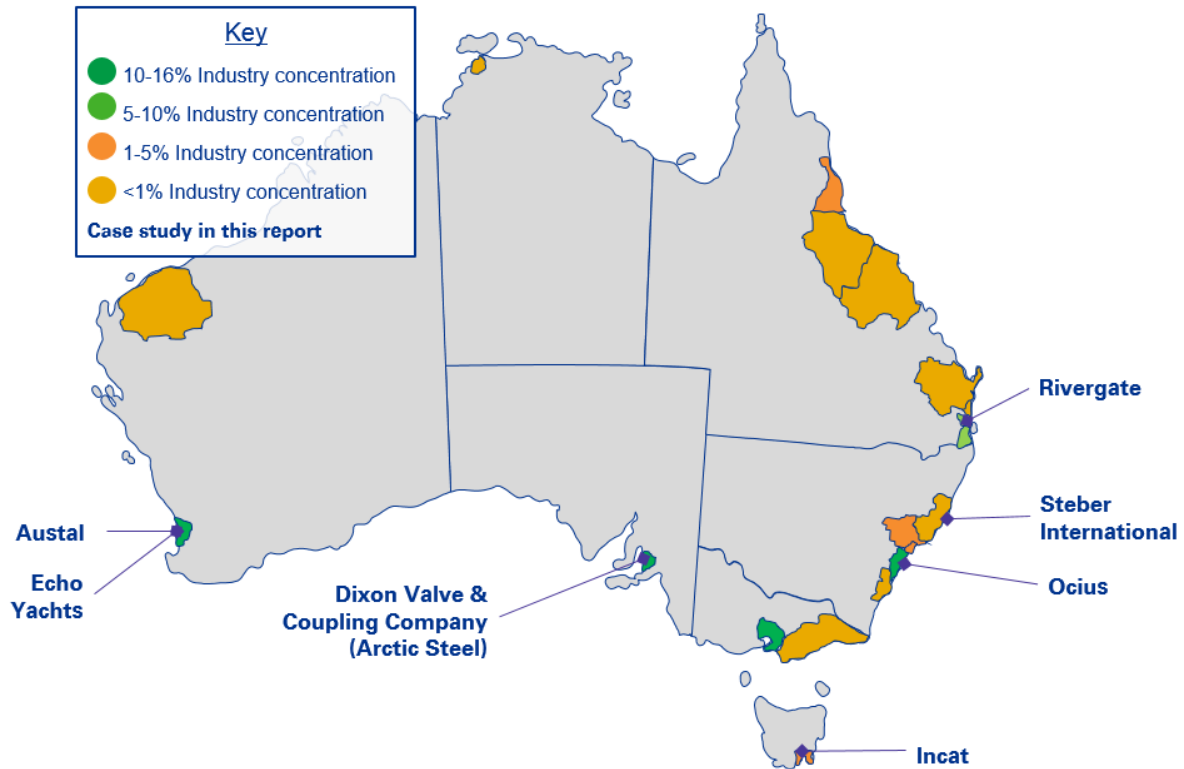 Key
10-16% Industry concentration
5-10% Industry concentration
1-5% Industry concentration
<1% Industry concentration
Case study in this report
Rivergate
Steber
International
Ocius
Austal
Echo
Yachts
Dixon Valve &
Coupling Company
(Arctic Steel)
Incat